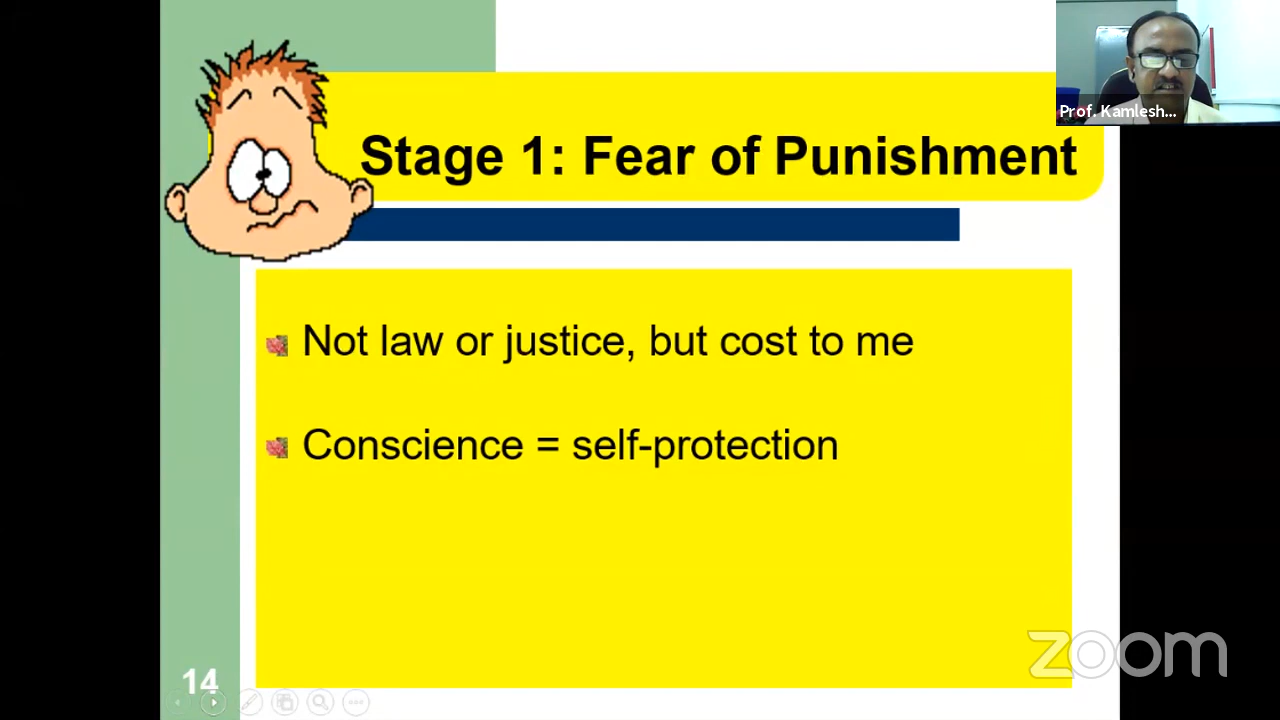 Prof. Kamlesh...
Stage 1: Fear of Punishment
Not law or justice, but cost to me
Conscience = self-protection
zoom
14